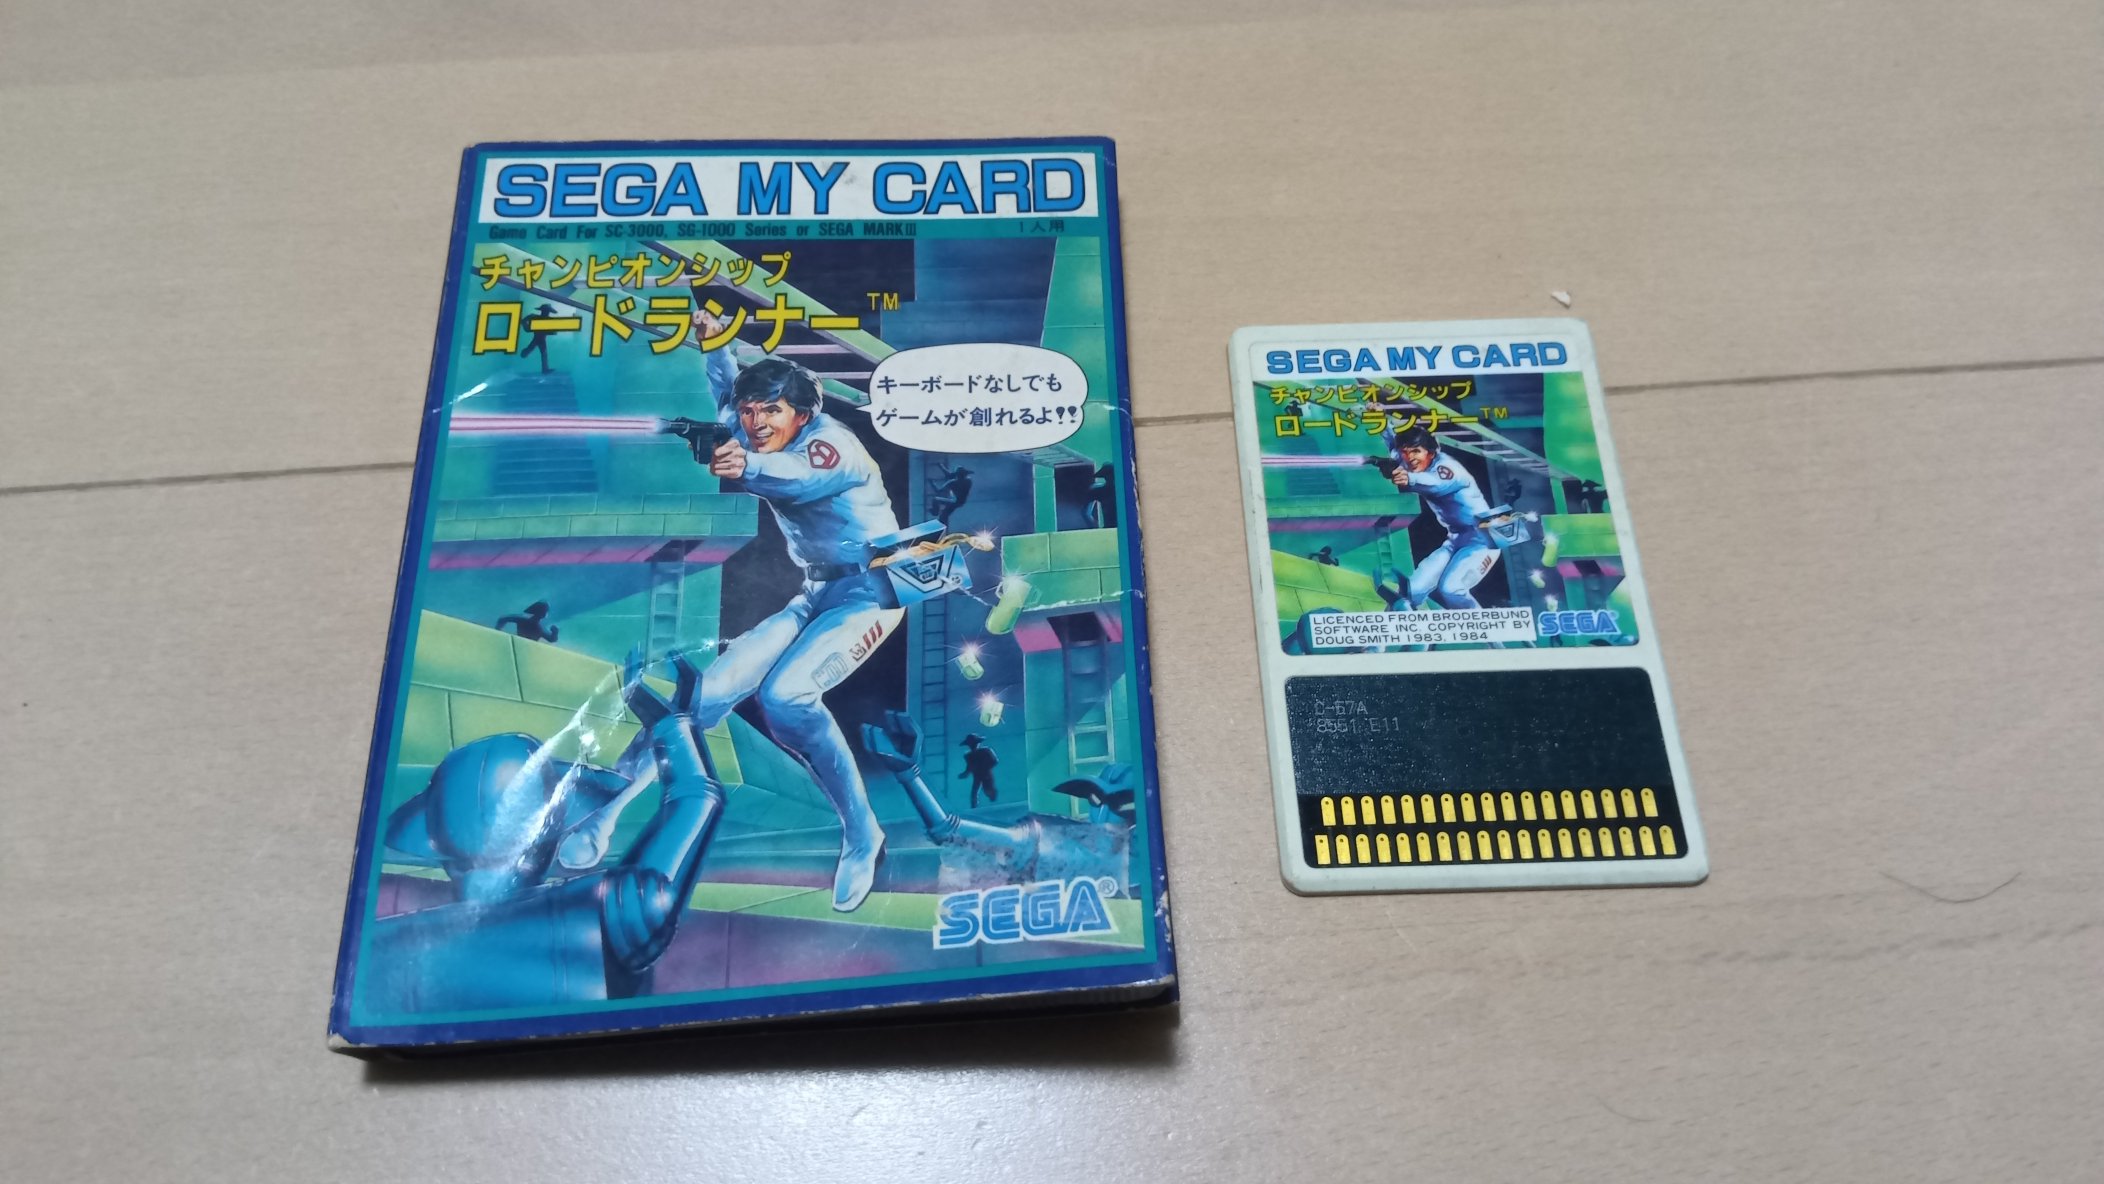 SEGA MY CARD
Game Card For SC-3000, SG-1000 Series or SEGA MARKⅢ
1人用
チャンピオンシップ
ロードランナー™
キーボードなしでも
ゲームが創れるよ!!
SEGA®
SEGA MY CARD
チャンピオンシップ
ロードランナー™
LICENCED FROM BRODERBUND
SOFTWARE INC. COPYRIGHT BY
DOUG SMITH 1983, 1984
SEGA®
8551 E11